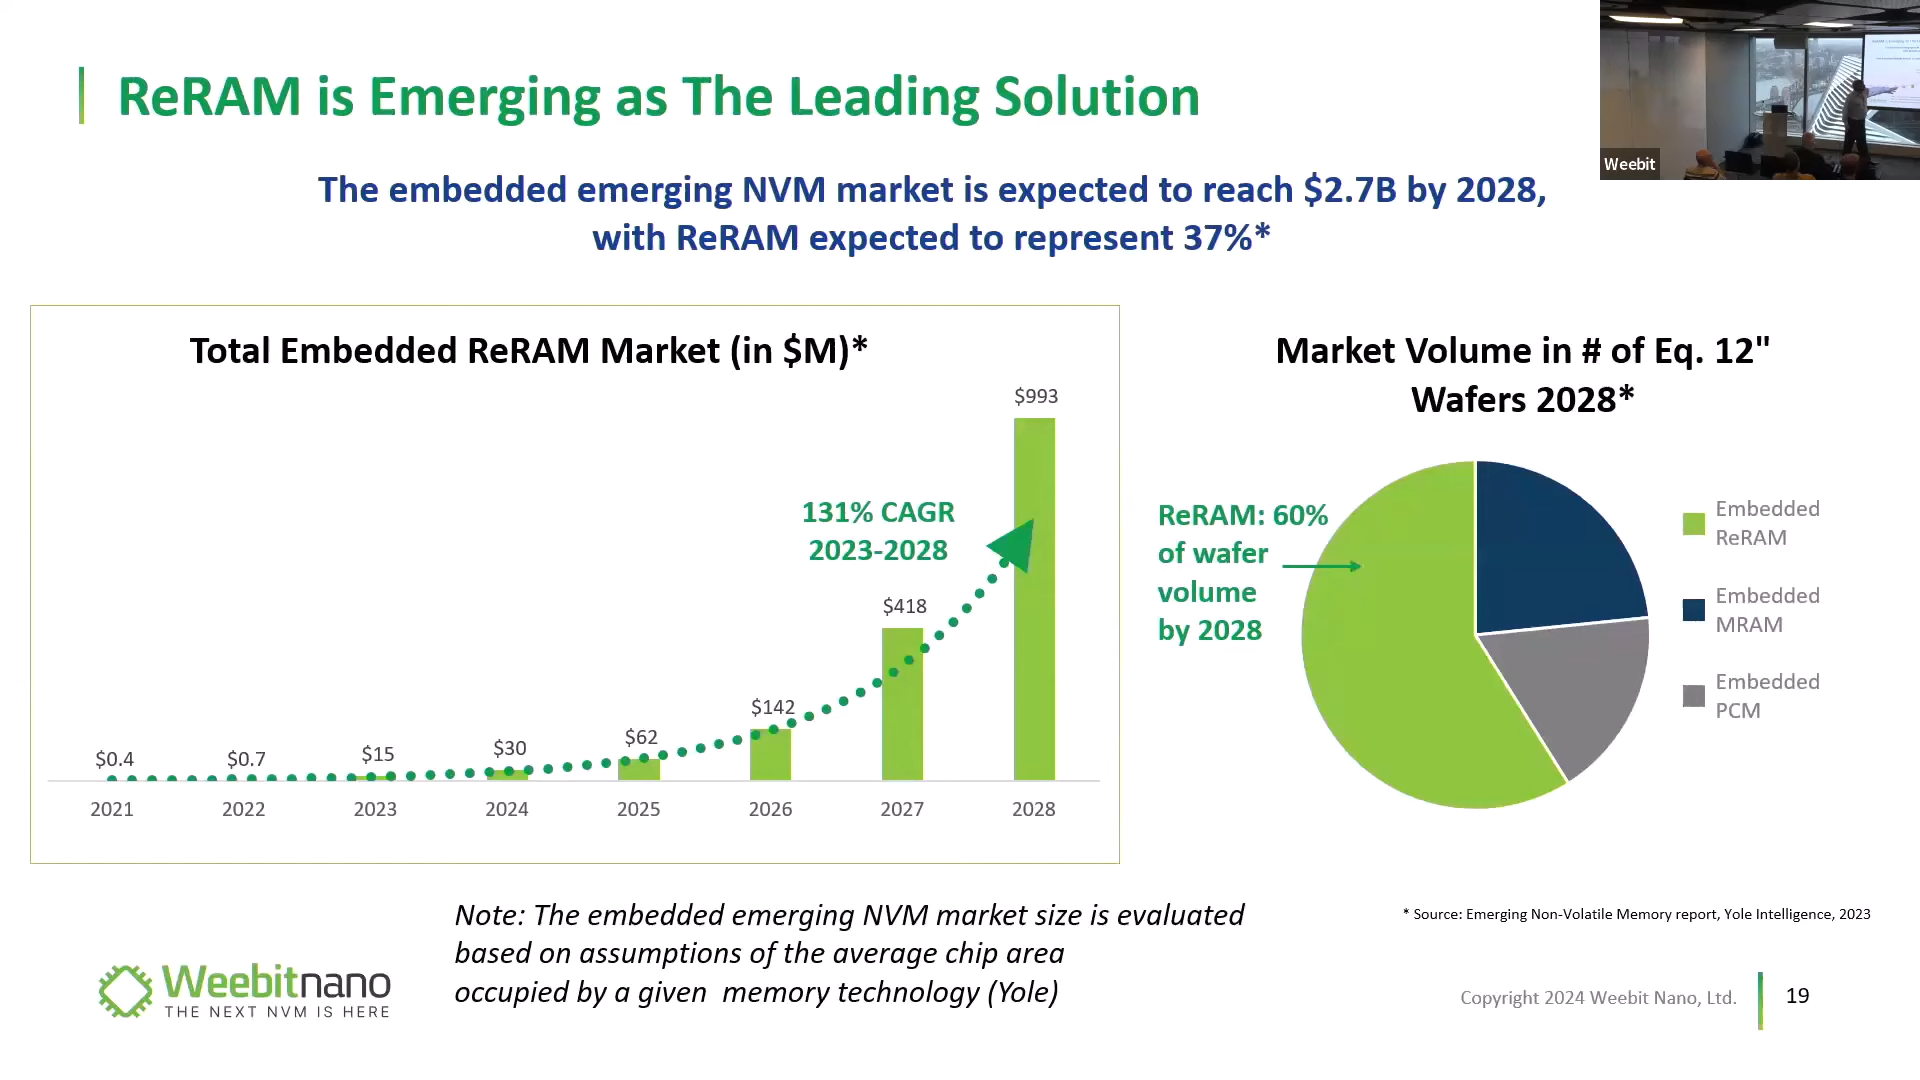 ReRAM is Emerging as The Leading Solution
Weebit
The embedded emerging NVM market is expected to reach $2.7B by 2028,
with ReRAM expected to represent 37%*
Total Embedded ReRAM Market (in $M)*
$993
131% CAGR
2023-2028
$418
$142
$62
$30
$15
$0.7
$0.4
2021 2022 2023 2024 2025 2026 2027 2028
Market Volume in # of Eq. 12"
Wafers 2028*
ReRAM: 60%
of wafer
volume
by 2028
Embedded
ReRAM
Embedded
MRAM
Embedded
PCM
Note: The embedded emerging NVM market size is evaluated
based on assumptions of the average chip area
occupied by a given memory technology (Yole)
* Source: Emerging Non-Volatile Memory report, Yole Intelligence, 2023
Weebitnano
THE NEXT NVM IS HERE
Copyright 2024 Weebit Nano, Ltd.
19